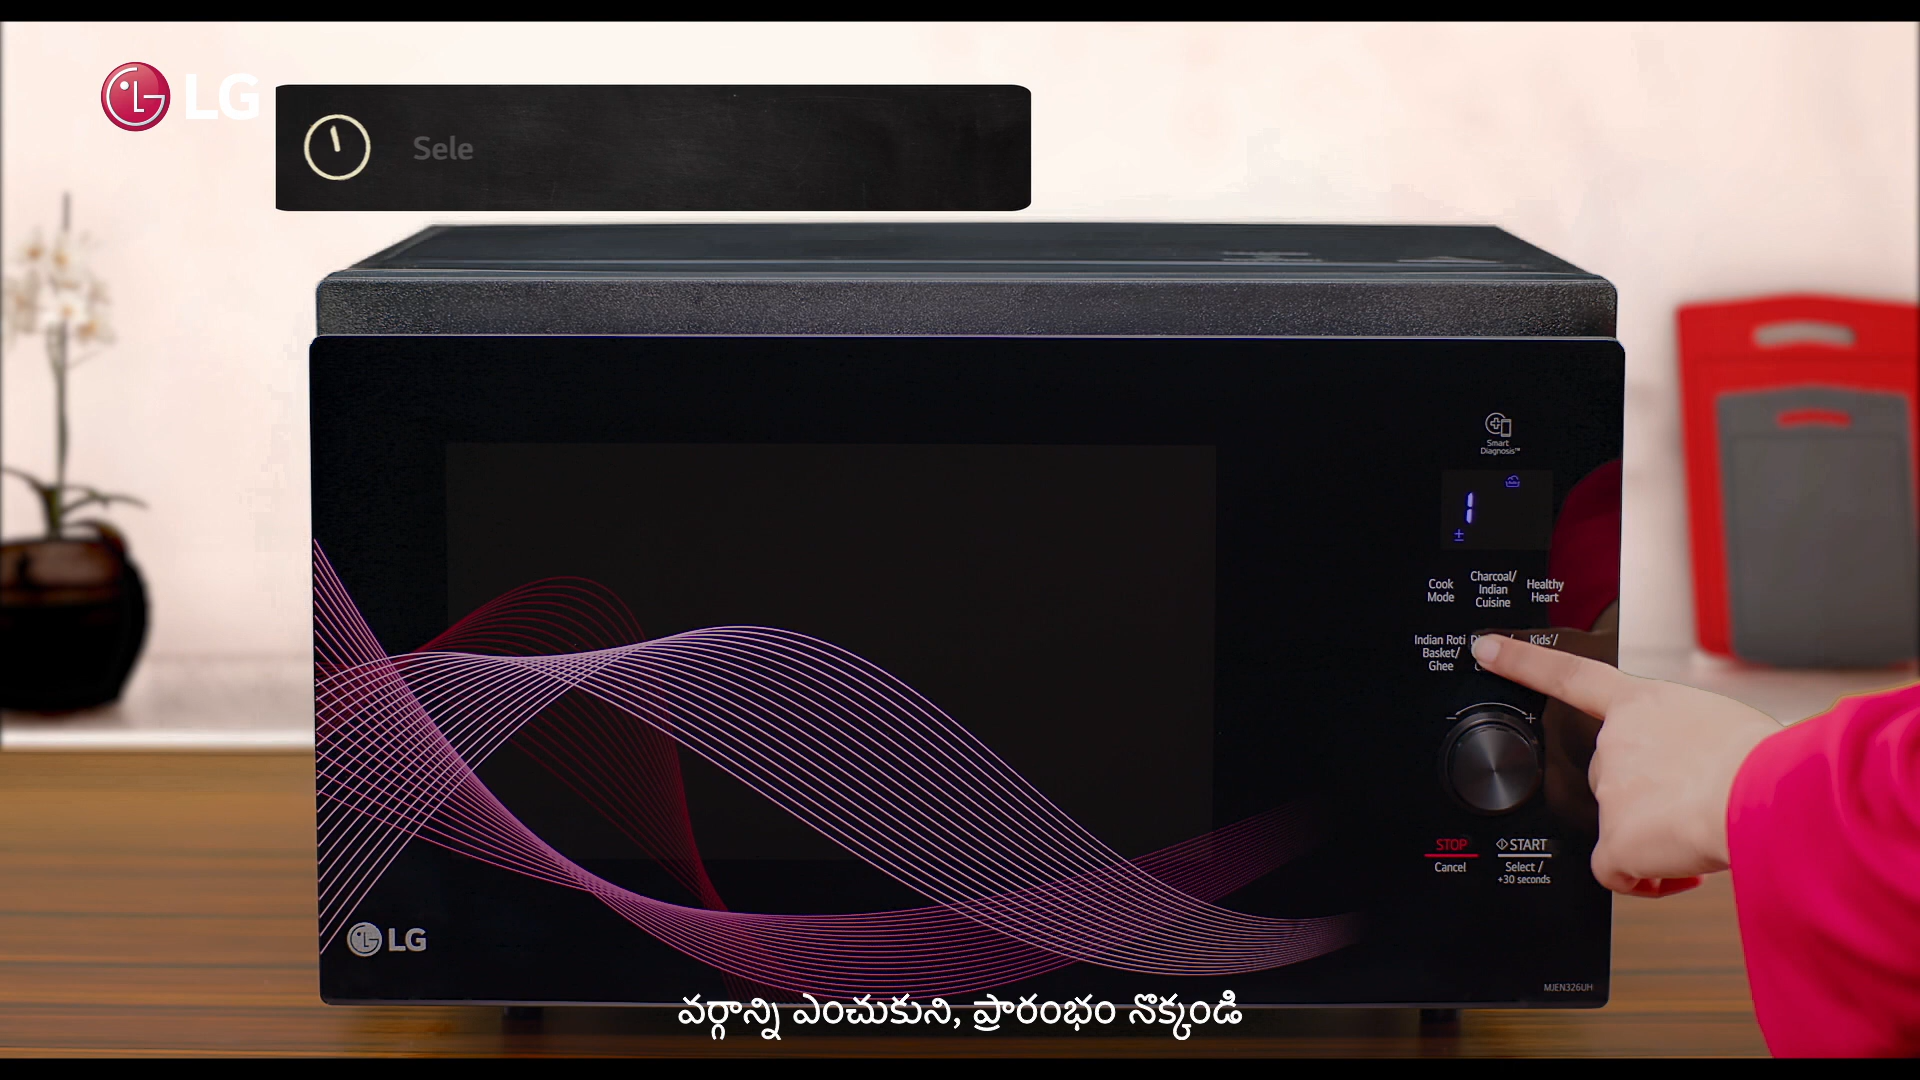 LG
Sele
Smart
Diagnosis™
1
Cook
Mode
Charcoal/
Indian
Cuisine
Healthy
Heart
Indian Roti
Basket/
Ghee
Kids'/
STOP
Cancel
START
Select /
+30 seconds
LG
MJEN326UH
వర్గాన్ని ఎంచుకుని, ప్రారంభం నొక్కండి